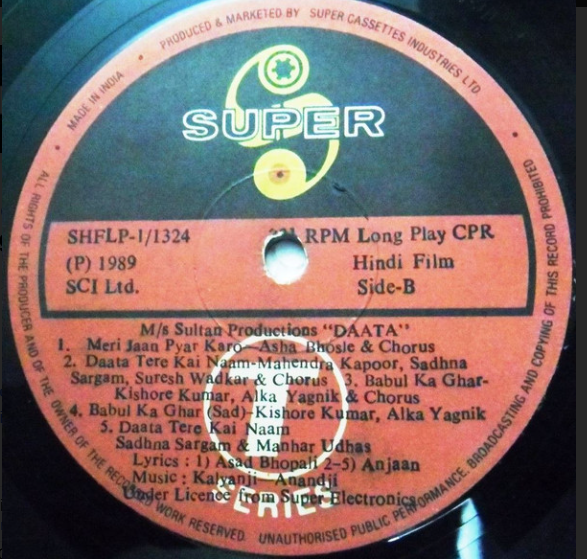 MADE IN INDIA • PRODUCED & MARKETED BY SUPER CASSETTES INDUSTRIES LTD
SUPER
SHFLP-1/1324
RPM Long Play CPR
(P) 1989
Hindi Film
SCI Ltd.
Side-B
M/s Sultan Productions "DAATA"
1. Meri Jaan Pyar Karo-Asha Bhosle & Chorus
2. Daata Tere Kai Naam-Mahendra Kapoor, Sadhna
Sargam, Suresh Wadkar & Chorus 3. Babul Ka Ghar-
Kishore Kumar, Alka Yagnik & Chorus
4. Babul Ka Ghar (Sad)-Kishore Kumar, Alka Yagnik
5. Daata Tere Kai Naam
Sadhna Sargam & Manhar Udhas
Lyrics : 1) Asad Bhopali 2-5) Anjaan
Music : Kalyanji-Anandji
Under Licence from Super Electronics
SERIES
ALL RIGHTS OF THE PRODUCER AND OF THE OWNER OF THE RECORDED WORK RESERVED. UNAUTHORISED PUBLIC PERFORMANCE, BROADCASTING AND COPYING OF THIS RECORD PROHIBITED